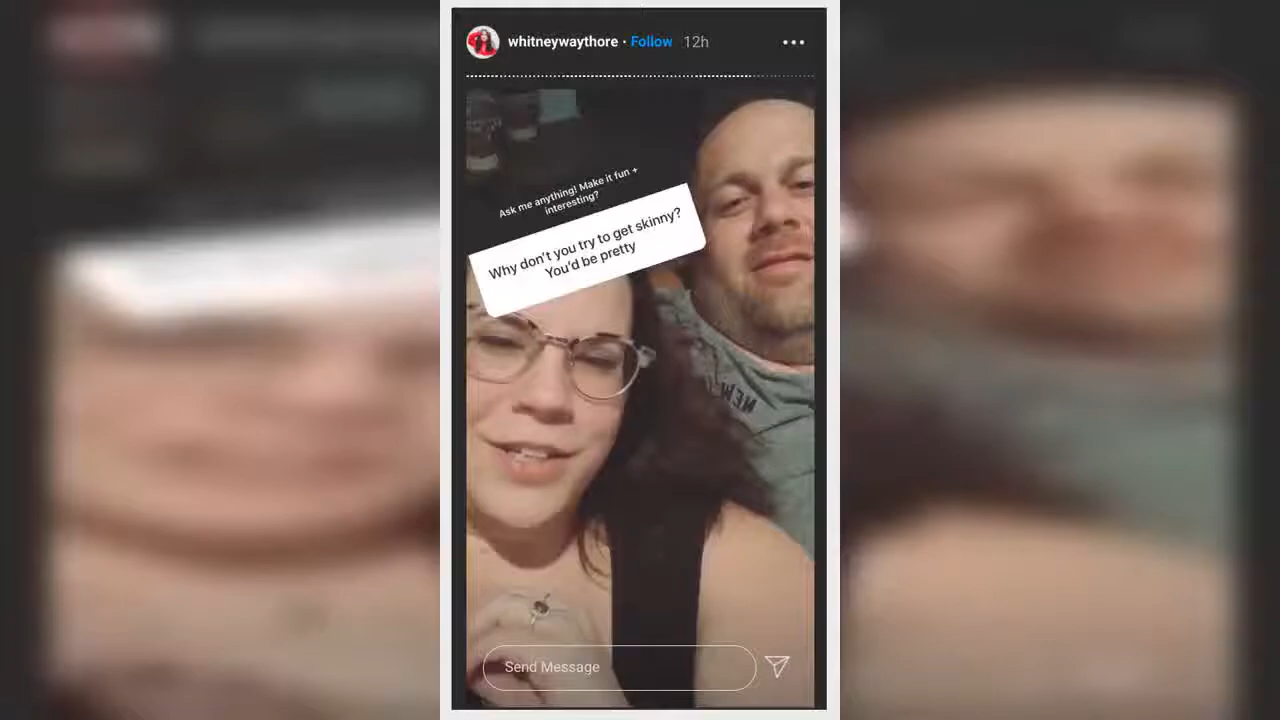 whitneywaythore · Follow 12h
Ask me anything! Make it fun +
interesting?
Why don't you try to get skinny?
You'd be pretty
NEW
Send Message